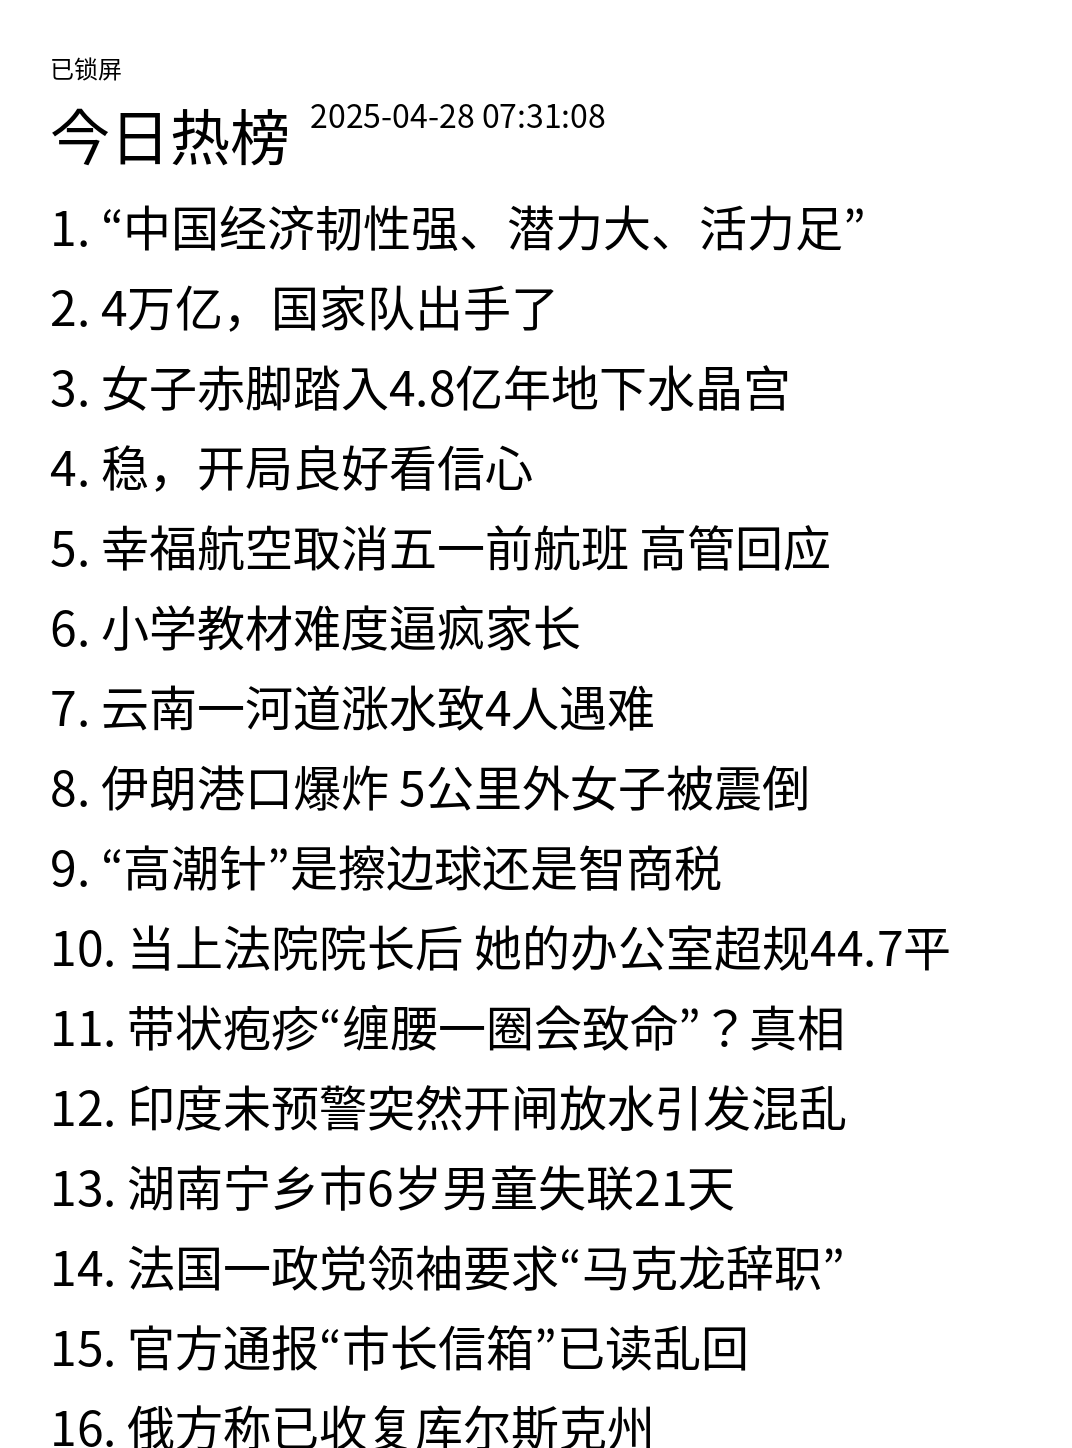 已锁屏
今日热榜 2025-04-28 07:31:08
1. “中国经济韧性强、潜力大、活力足”
2. 4万亿，国家队出手了
3. 女子赤脚踏入4.8亿年地下水晶宫
4. 稳，开局良好看信心
5. 幸福航空取消五一前航班 高管回应
6. 小学教材难度逼疯家长
7. 云南一河道涨水致4人遇难
8. 伊朗港口爆炸 5公里外女子被震倒
9. “高潮针”是擦边球还是智商税
10. 当上法院院长后 她的办公室超规44.7平
11. 带状疱疹“缠腰一圈会致命”？真相
12. 印度未预警突然开闸放水引发混乱
13. 湖南宁乡市6岁男童失联21天
14. 法国一政党领袖要求“马克龙辞职”
15. 官方通报“市长信箱”已读乱回
16. 俄方称已收复库尔斯克州